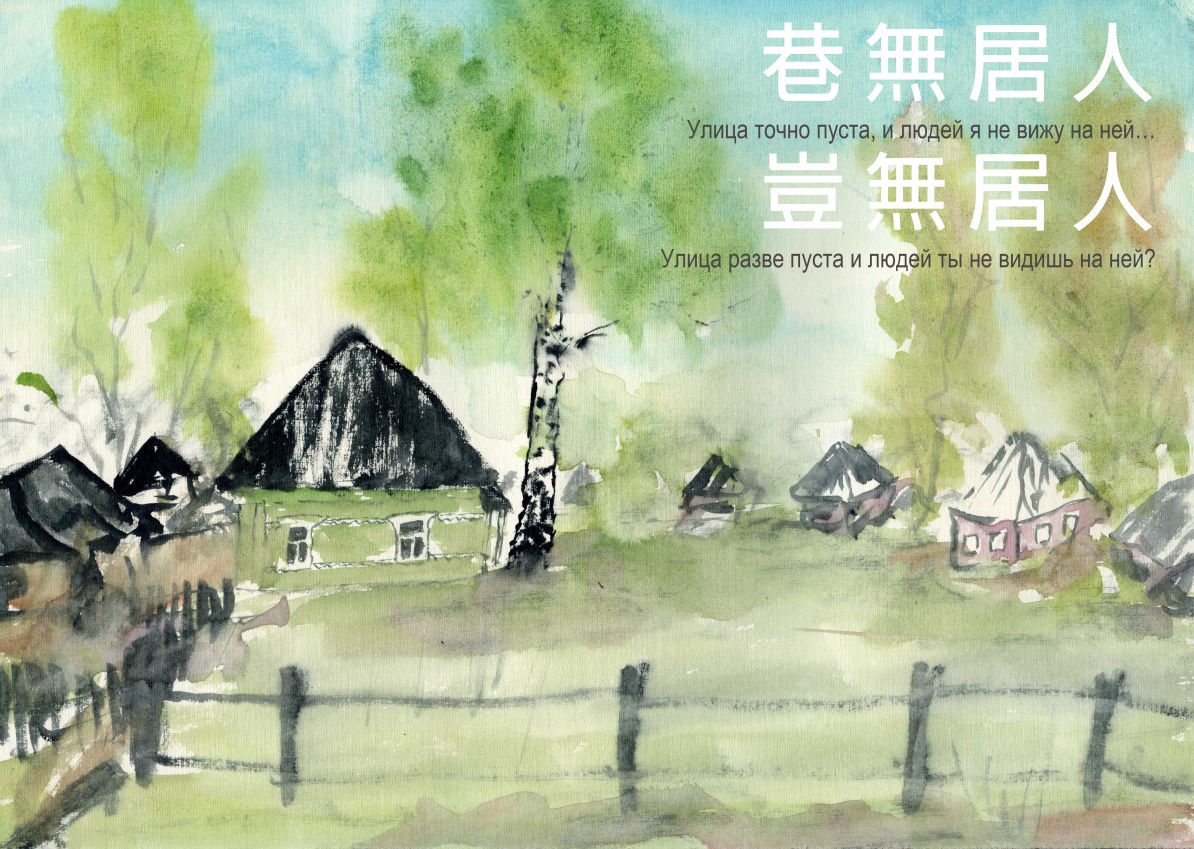 巷無居人
Улица точно пуста, и людей я не вижу на ней…
豈無居人
Улица разве пуста и людей ты не видишь на ней?